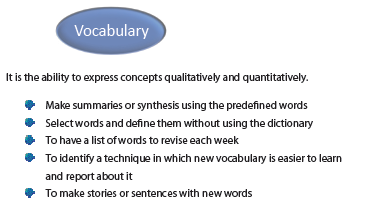 Vocabulary
It is the ability to express concepts qualitatively and quantitatively.
Make summaries or synthesis using the predefined words
Select words and define them without using the dictionary
To have a list of words to revise each week
To identify a technique in which new vocabulary is easier to learn
and report about it
To make stories or sentences with new words